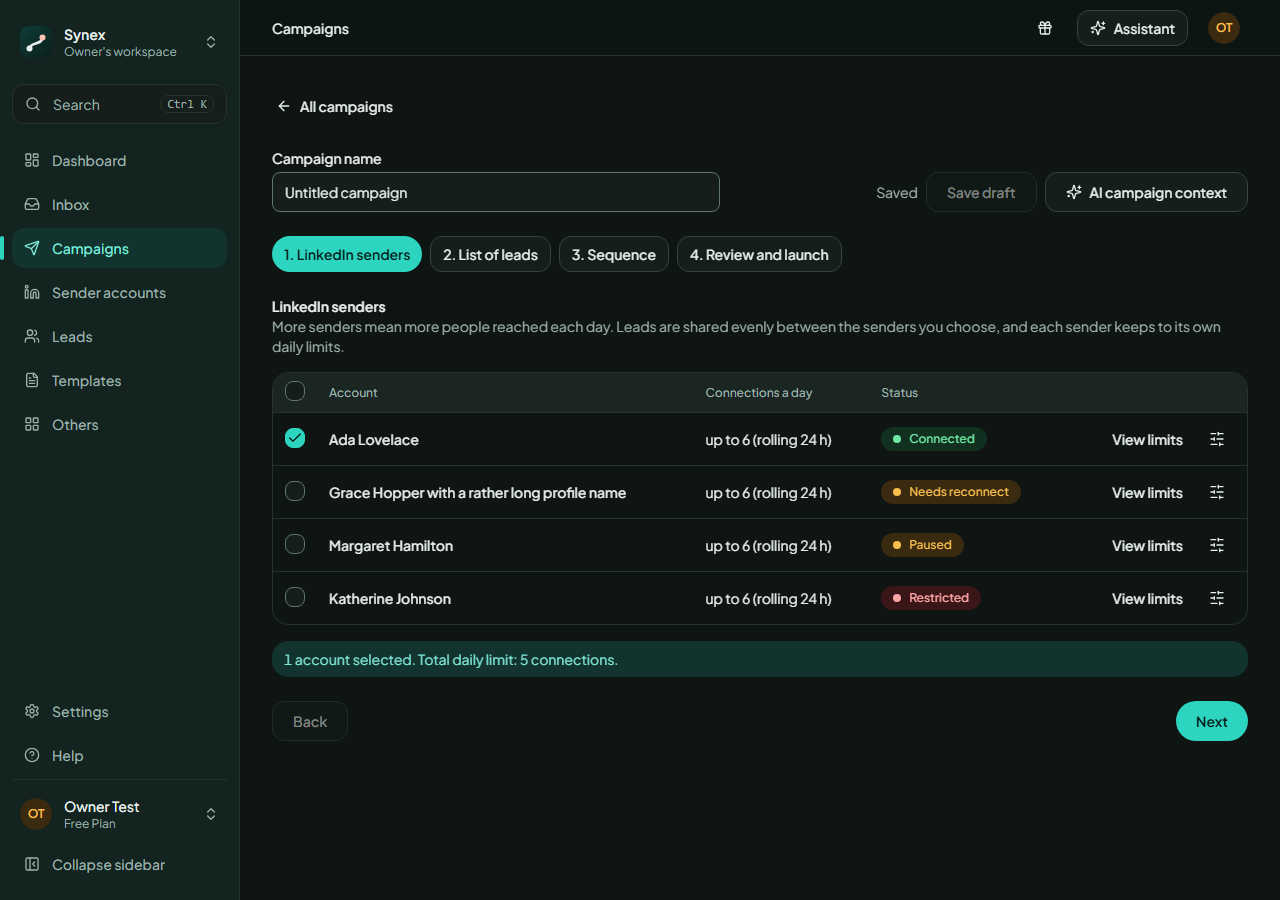 Synex
Owner's workspace
Search Ctrl K
Dashboard
Inbox
Campaigns
Sender accounts
Leads
Templates
Others
Settings
Help
OT Owner Test
Free Plan
Collapse sidebar
Campaigns Assistant OT
All campaigns
Campaign name
Untitled campaign Saved Save draft AI campaign context
1. LinkedIn senders 2. List of leads 3. Sequence 4. Review and launch
LinkedIn senders
More senders mean more people reached each day. Leads are shared evenly between the senders you choose, and each sender keeps to its own
daily limits.
Account Connections a day Status
Ada Lovelace up to 6 (rolling 24 h) Connected View limits
Grace Hopper with a rather long profile name up to 6 (rolling 24 h) Needs reconnect View limits
Margaret Hamilton up to 6 (rolling 24 h) Paused View limits
Katherine Johnson up to 6 (rolling 24 h) Restricted View limits
1 account selected. Total daily limit: 5 connections.
Back Next